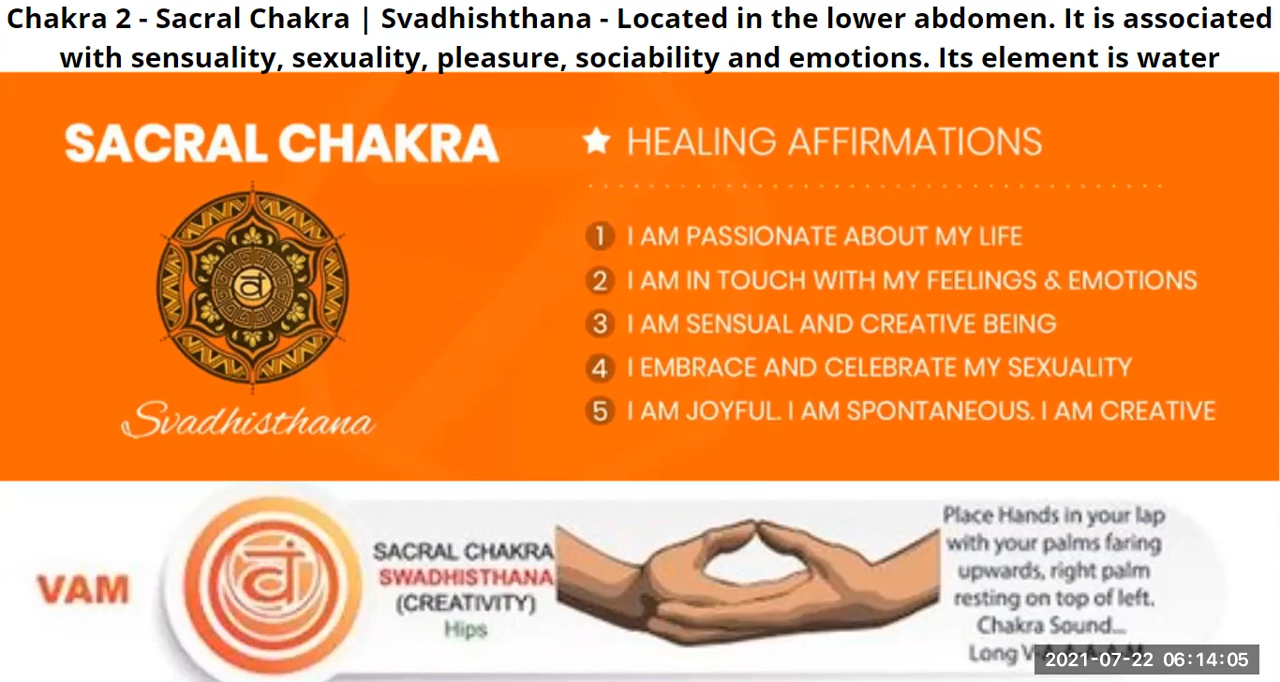 Chakra 2 - Sacral Chakra | Svadhishthana - Located in the lower abdomen. It is associated
with sensuality, sexuality, pleasure, sociability and emotions. Its element is water
SACRAL CHAKRA
वं
Svadhisthana
★ HEALING AFFIRMATIONS
1 I AM PASSIONATE ABOUT MY LIFE
2 I AM IN TOUCH WITH MY FEELINGS & EMOTIONS
3 I AM SENSUAL AND CREATIVE BEING
4 I EMBRACE AND CELEBRATE MY SEXUALITY
5 I AM JOYFUL. I AM SPONTANEOUS. I AM CREATIVE
VAM
वं
SACRAL CHAKRA
SWADHISTHANA
(CREATIVITY)
Hips
Place Hands in your lap
with your palms faring
upwards, right palm
resting on top of left.
Chakra Sound...
Long
2021-07-22 06:14:05